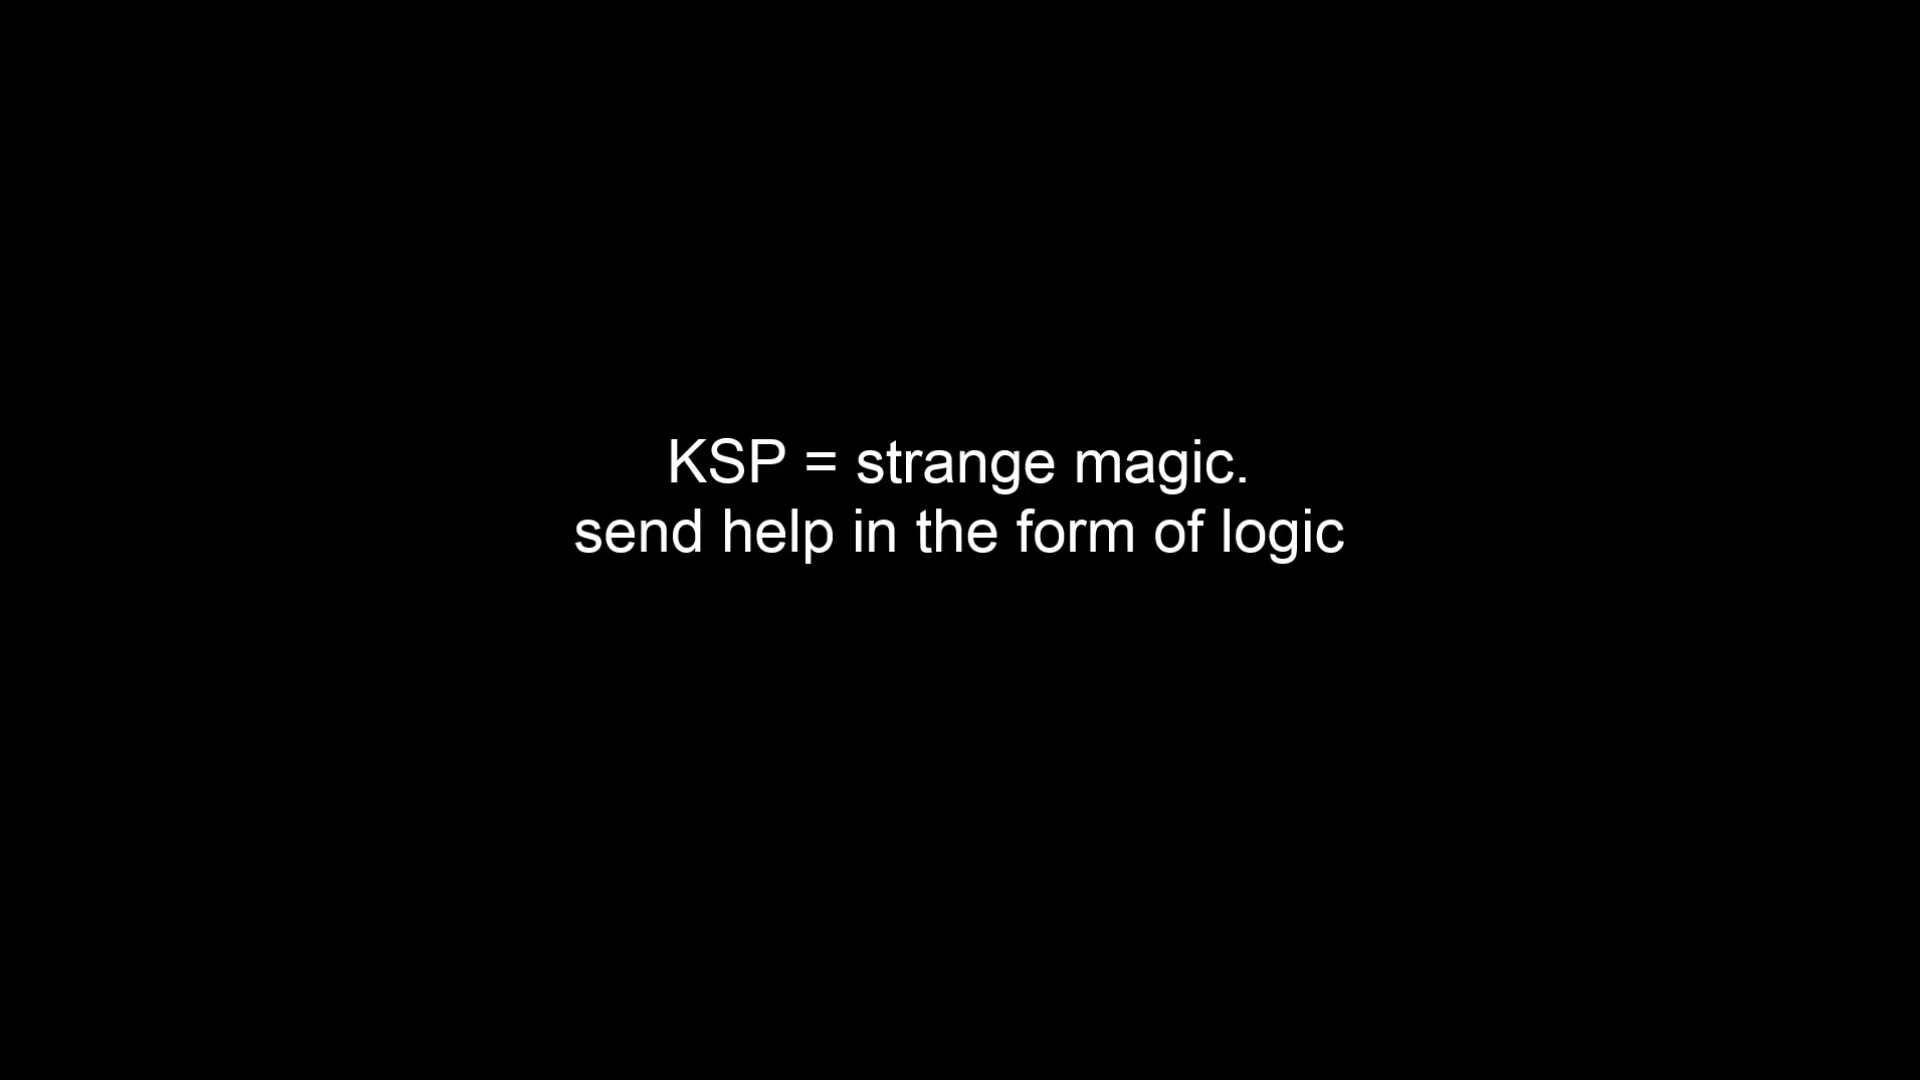 KSP = strange magic.
send help in the form of logic